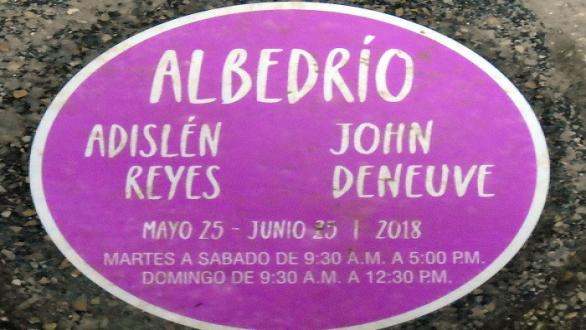 ALBEDRÍO
ADISLÉN REYES
JOHN DENEUVE
MAYO 25 - JUNIO 25 | 2018
MARTES A SABADO DE 9:30 A.M. A 5:00 P.M.
DOMINGO DE 9:30 A.M. A 12:30 P.M.